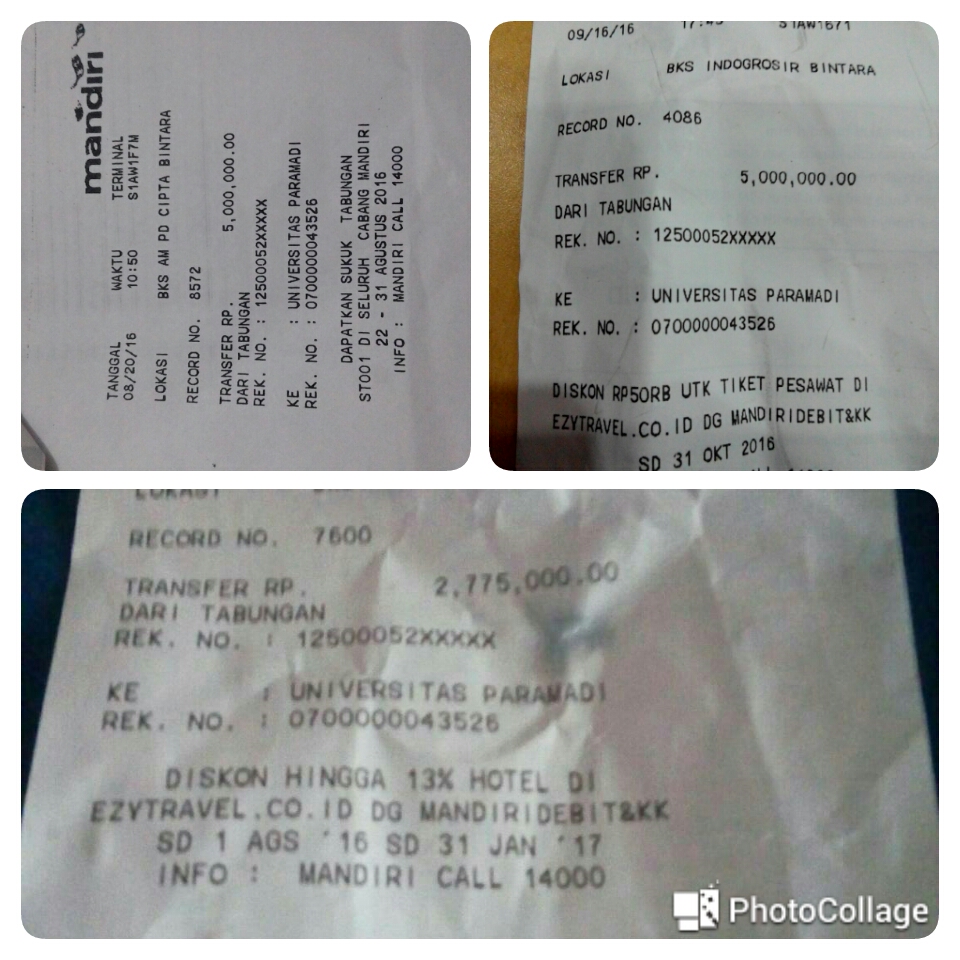 mandiri
TANGGAL WAKTU TERMINAL
08/20/16 10:50 S1AW1F7M
LOKASI BKS AM PD CIPTA BINTARA
RECORD NO. 8572
TRANSFER RP. 5,000,000.00
DARI TABUNGAN
REK. NO. : 12500052XXXXX
KE : UNIVERSITAS PARAMADI
REK. NO. : 0700000043526
DAPATKAN SUKUK TABUNGAN
ST001 DI SELURUH CABANG MANDIRI
22 - 31 AGUSTUS 2016
INFO : MANDIRI CALL 14000
09/16/16 17:45 S1AW1671
LOKASI BKS INDOGROSIR BINTARA
RECORD NO. 4086
TRANSFER RP. 5,000,000.00
DARI TABUNGAN
REK. NO. : 12500052XXXXX
KE : UNIVERSITAS PARAMADI
REK. NO. : 0700000043526
DISKON RP50RB UTK TIKET PESAWAT DI
EZYTRAVEL.CO.ID DG MANDIRIDEBIT&KK
SD 31 OKT 2016
LOKASI
RECORD NO. 7600
TRANSFER RP. 2,775,000.00
DARI TABUNGAN
REK. NO. : 12500052XXXXX
KE : UNIVERSITAS PARAMADI
REK. NO. : 0700000043526
DISKON HINGGA 13% HOTEL DI
EZYTRAVEL.CO.ID DG MANDIRIDEBIT&KK
SD 1 AGS '16 SD 31 JAN '17
INFO : MANDIRI CALL 14000
PhotoCollage